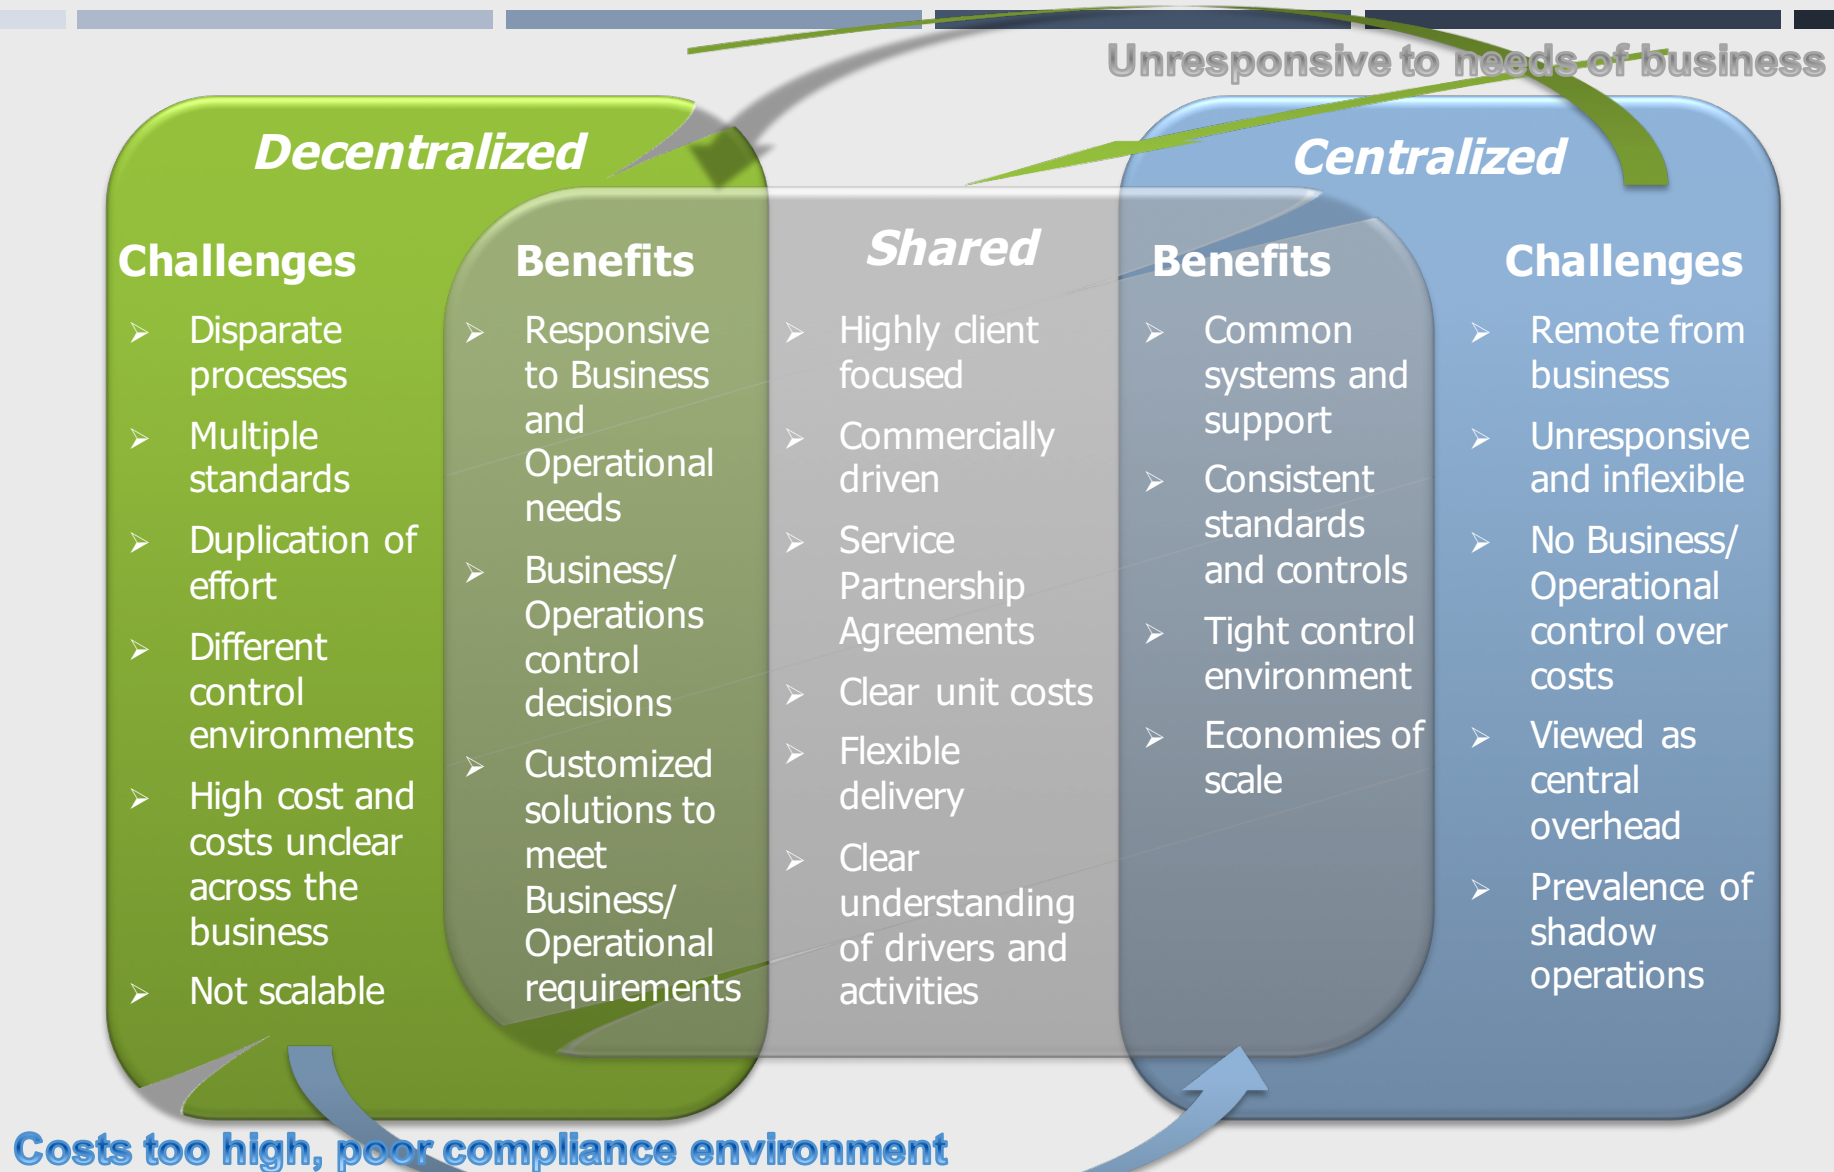 Unresponsive to needs of business
Decentralized
Challenges
➢ Disparate
processes
➢ Multiple
standards
➢ Duplication of
effort
➢ Different
control
environments
➢ High cost and
costs unclear
across the
business
➢ Not scalable
Benefits
➢ Responsive
to Business
and
Operational
needs
➢ Business/
Operations
control
decisions
➢ Customized
solutions to
meet
Business/
Operational
requirements
Shared
➢ Highly client
focused
➢ Commercially
driven
➢ Service
Partnership
Agreements
➢ Clear unit costs
➢ Flexible
delivery
➢ Clear
understanding
of drivers and
activities
Centralized
Benefits
➢ Common
systems and
support
➢ Consistent
standards
and controls
➢ Tight control
environment
➢ Economies of
scale
Challenges
➢ Remote from
business
➢ Unresponsive
and inflexible
➢ No Business/
Operational
control over
costs
➢ Viewed as
central
overhead
➢ Prevalence of
shadow
operations
Costs too high, poor compliance environment